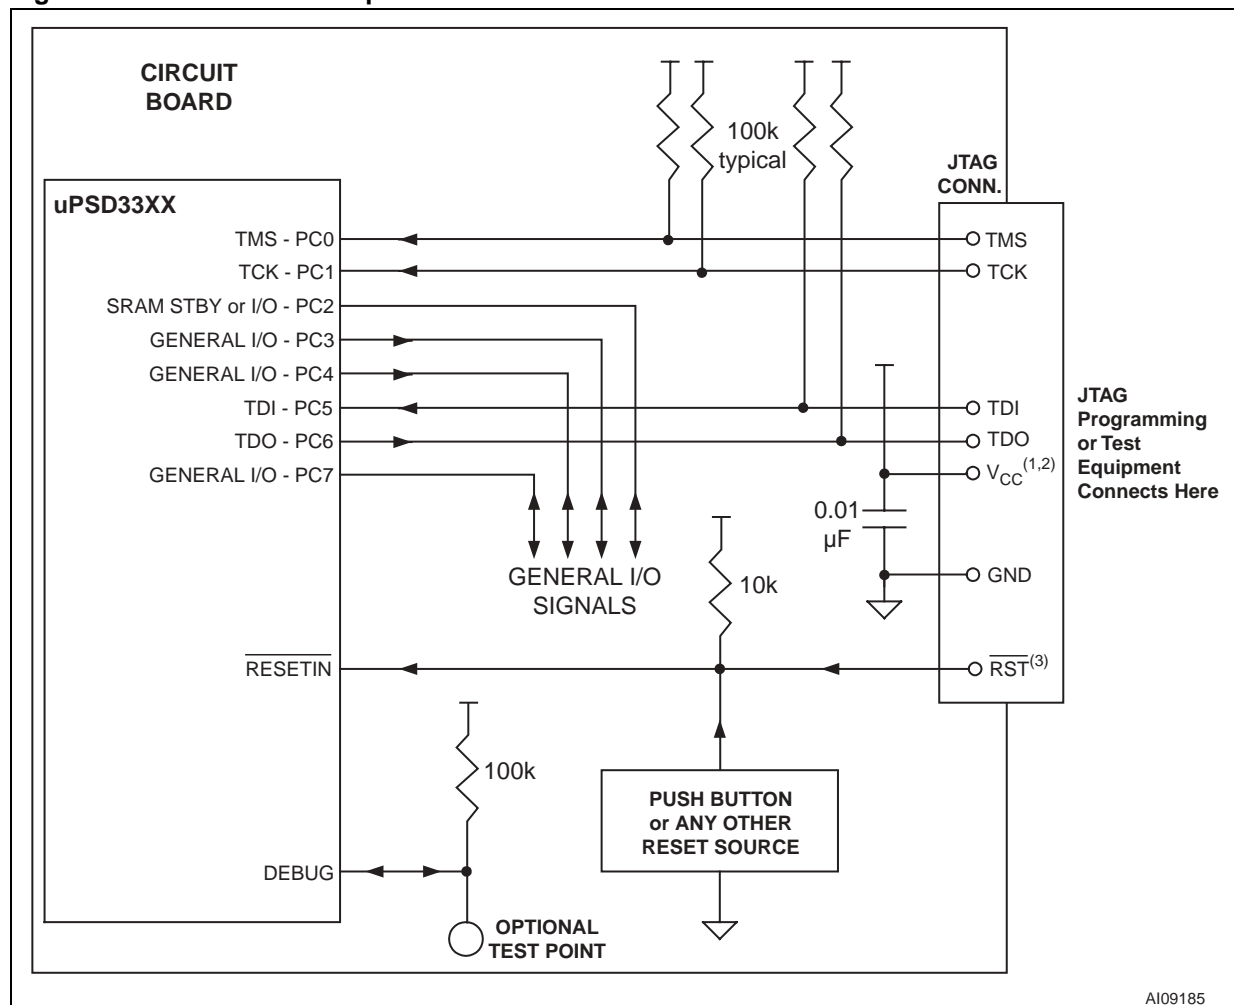 CIRCUIT
BOARD
100k
typical
JTAG
CONN.
uPSD33XX
TMS - PC0
TCK - PC1
SRAM STBY or I/O - PC2
GENERAL I/O - PC3
GENERAL I/O - PC4
TDI - PC5
TDO - PC6
GENERAL I/O - PC7
TMS
TCK
TDI
TDO
VCC(1,2)
GND
RST(3)
JTAG
Programming
or Test
Equipment
Connects Here
0.01
µF
GENERAL I/O
SIGNALS
10k
RESETIN
100k
PUSH BUTTON
or ANY OTHER
RESET SOURCE
DEBUG
OPTIONAL
TEST POINT
AI09185